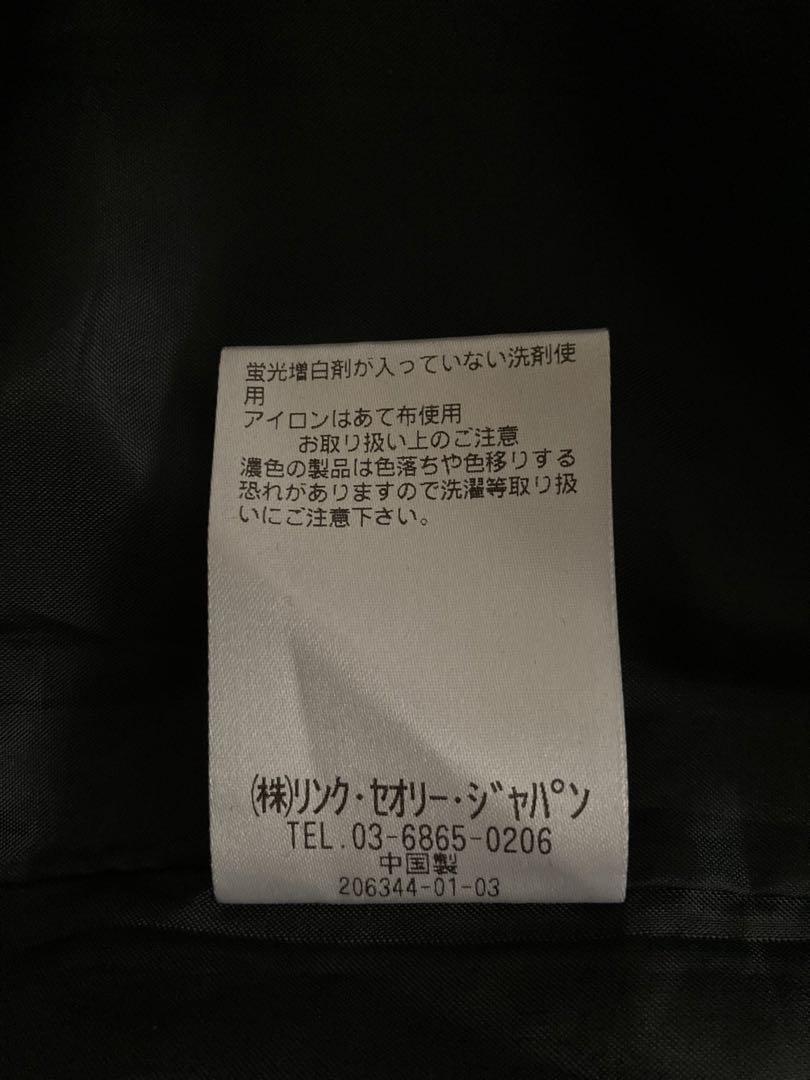 蛍光増白剤が入っていない洗剤使
用
アイロンはあて布使用
お取り扱い上のご注意
濃色の製品は色落ちや色移りする
恐れがありますので洗濯等取り扱
いにご注意下さい。
(株)リンク・セオリー・ジャパン
TEL.03-6865-0206
中国製
206344-01-03